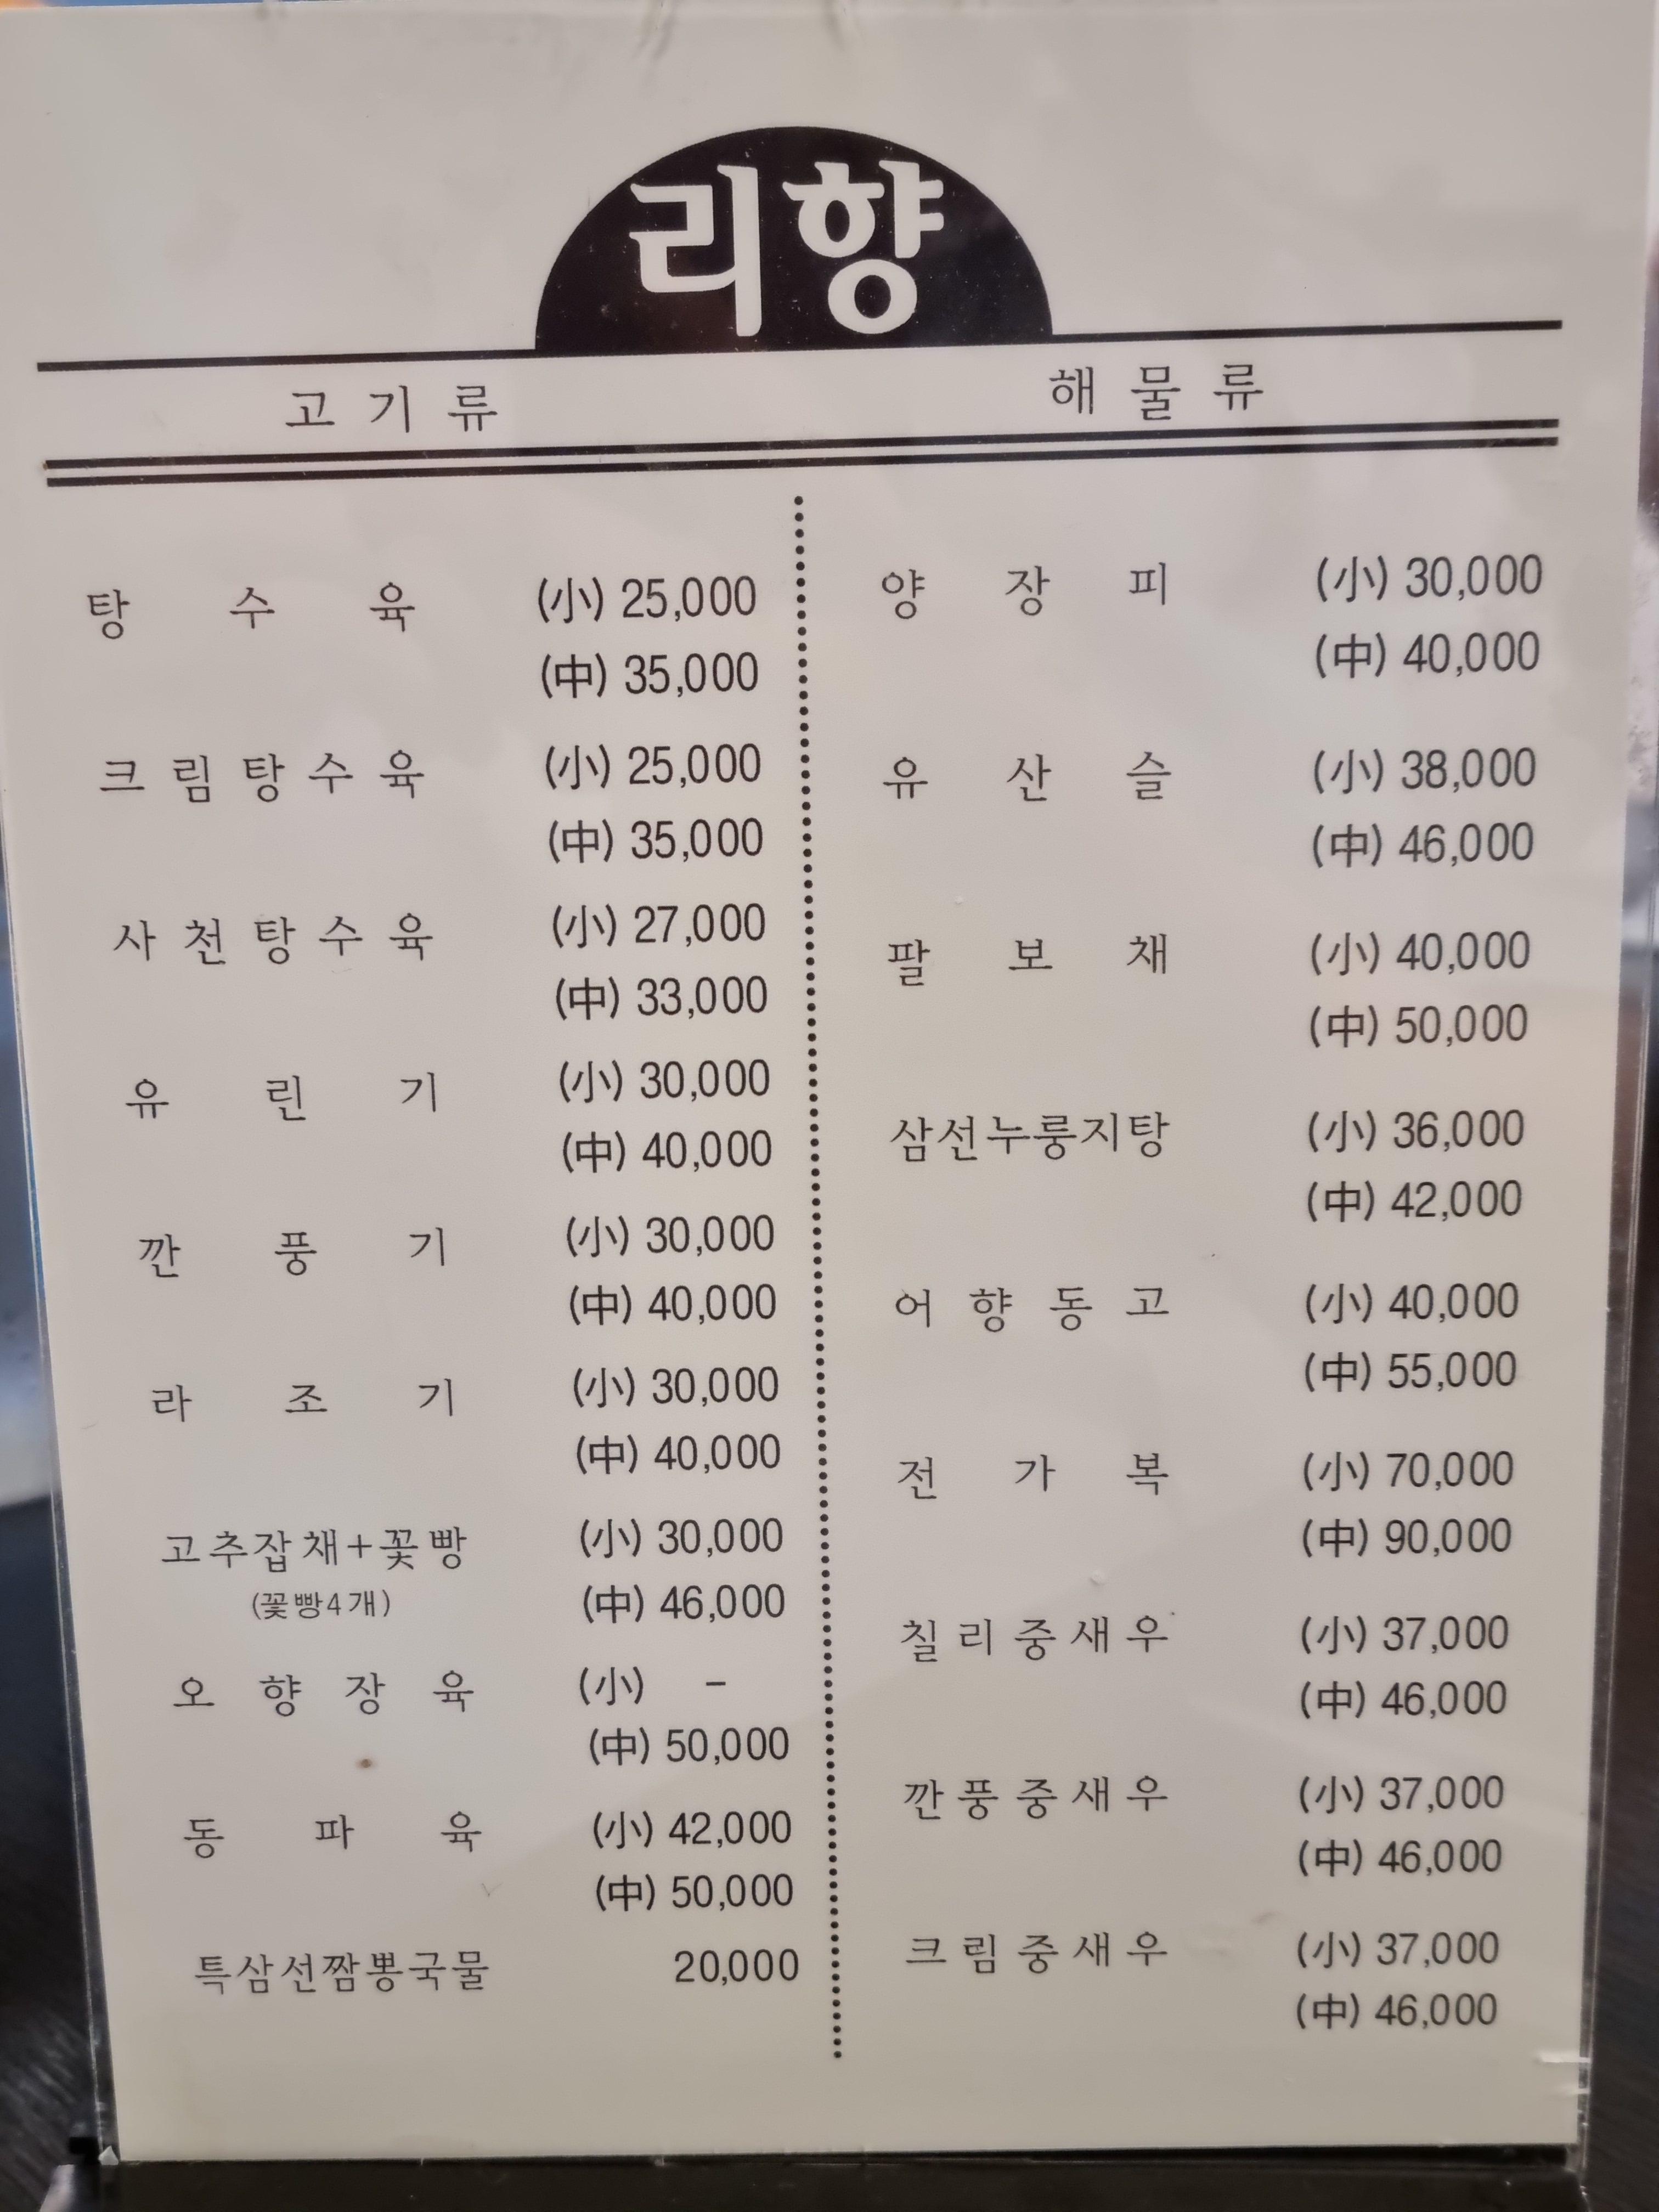 리향
고기류
해물류
탕수육 (小) 25,000
(中) 35,000
크림탕수육 (小) 25,000
(中) 35,000
사천탕수육 (小) 27,000
(中) 33,000
유린기 (小) 30,000
(中) 40,000
깐풍기 (小) 30,000
(中) 40,000
라조기 (小) 30,000
(中) 40,000
고추잡채+꽃빵 (小) 30,000
(꽃빵4개) (中) 46,000
오향장육 (小) -
(中) 50,000
동파육 (小) 42,000
(中) 50,000
특삼선짬뽕국물 20,000
양장피 (小) 30,000
(中) 40,000
유산슬 (小) 38,000
(中) 46,000
팔보채 (小) 40,000
(中) 50,000
삼선누룽지탕 (小) 36,000
(中) 42,000
어향동고 (小) 40,000
(中) 55,000
전가복 (小) 70,000
(中) 90,000
칠리중새우 (小) 37,000
(中) 46,000
깐풍중새우 (小) 37,000
(中) 46,000
크림중새우 (小) 37,000
(中) 46,000